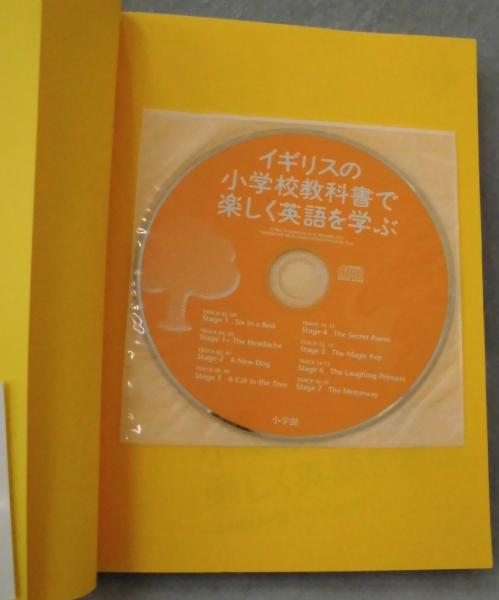 イギリスの
小学校教科書で
楽しく英語を学ぶ
Stage 1 Six in a Bed
Stage 1+ The Headache
Stage 2 A New Dog
Stage 3 A Cat in the Tree
Stage 4 The Secret Room
Stage 5 The Magic Key
Stage 6 The Laughing Princess
Stage 7 The Motorway
小学館